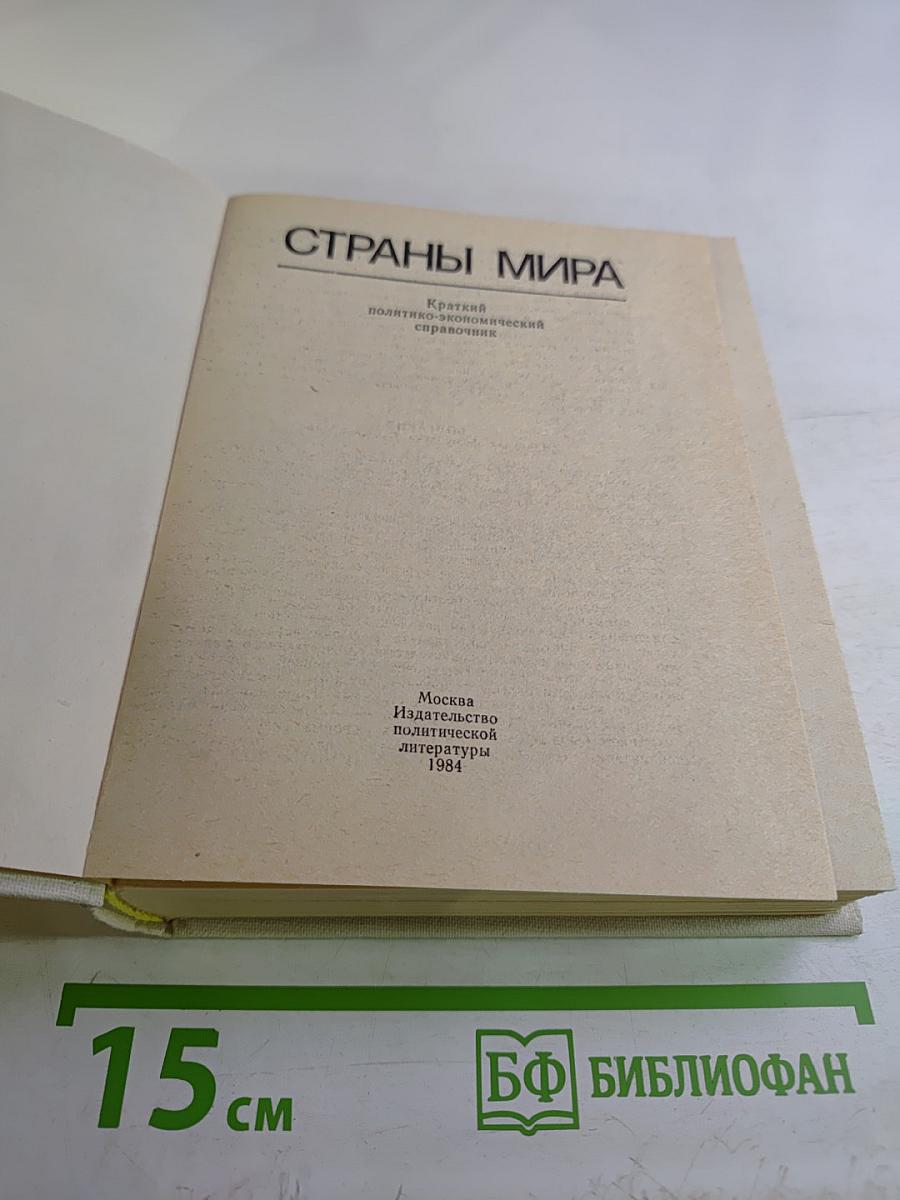 СТРАНЫ МИРА
Краткий
политико-экономический
справочник
Москва
Издательство
политической
литературы
1984
15 см
БФ БИБЛИОФАН